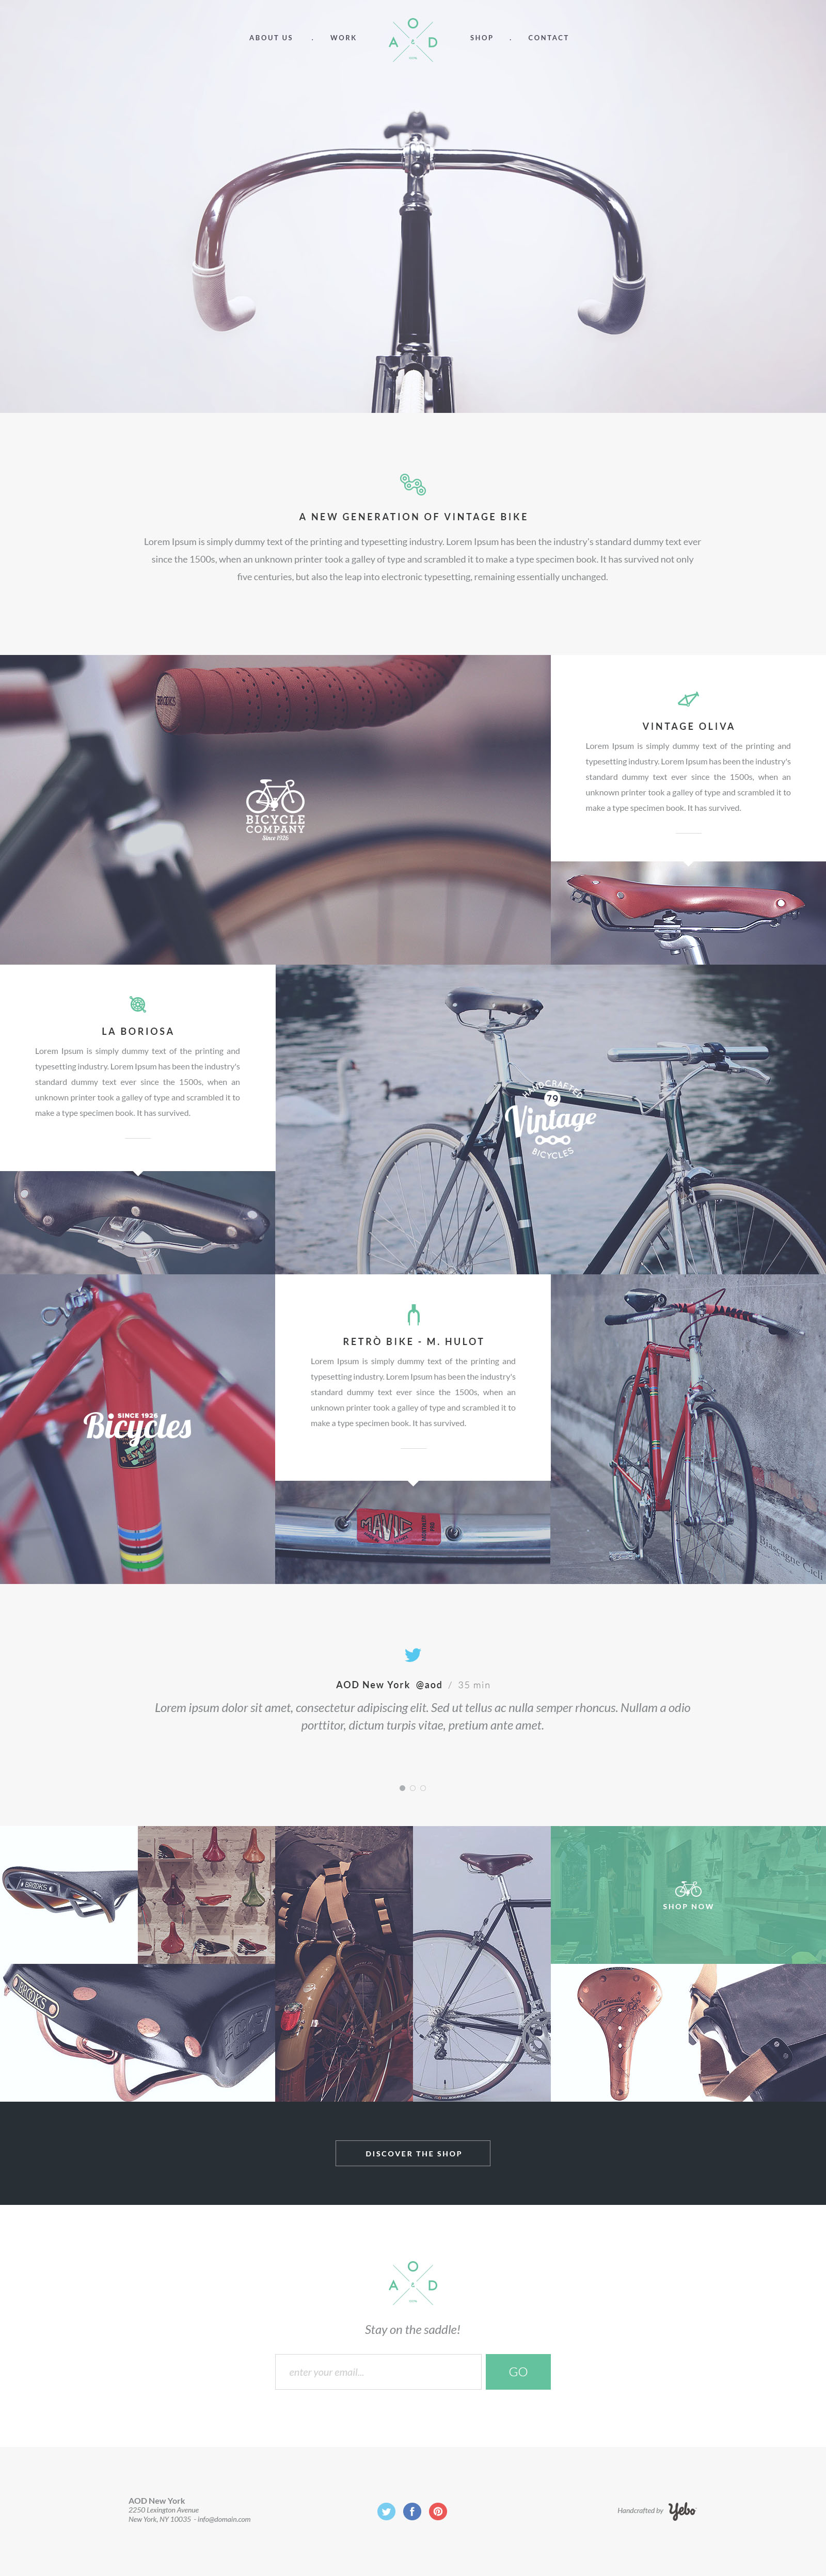 ABOUT US . WORK
O
A C D
SHOP . CONTACT
A NEW GENERATION OF VINTAGE BIKE
Lorem Ipsum is simply dummy text of the printing and typesetting industry. Lorem Ipsum has been the industry's standard dummy text ever
since the 1500s, when an unknown printer took a galley of type and scrambled it to make a type specimen book. It has survived not only
five centuries, but also the leap into electronic typesetting, remaining essentially unchanged.
BROOKS
BICYCLE
COMPANY
Since 1926
VINTAGE OLIVA
Lorem Ipsum is simply dummy text of the printing and
typesetting industry. Lorem Ipsum has been the industry's
standard dummy text ever since the 1500s, when an
unknown printer took a galley of type and scrambled it to
make a type specimen book. It has survived.
LA BORIOSA
Lorem Ipsum is simply dummy text of the printing and
typesetting industry. Lorem Ipsum has been the industry's
standard dummy text ever since the 1500s, when an
unknown printer took a galley of type and scrambled it to
make a type specimen book. It has survived.
HANDCRAFTED
79
Vintage
BICYCLES
SINCE 1926
Bicycles
RETRÒ BIKE - M. HULOT
Lorem Ipsum is simply dummy text of the printing and
typesetting industry. Lorem Ipsum has been the industry's
standard dummy text ever since the 1500s, when an
unknown printer took a galley of type and scrambled it to
make a type specimen book. It has survived.
MAVIC
Biascagne Cicli
AOD New York @aod / 35 min
Lorem ipsum dolor sit amet, consectetur adipiscing elit. Sed ut tellus ac nulla semper rhoncus. Nullam a odio
porttitor, dictum turpis vitae, pretium ante amet.
BROOKS
SHOP NOW
BROOKS
DISCOVER THE SHOP
O
A C D
Stay on the saddle!
enter your email...
GO
AOD New York
2250 Lexington Avenue
New York, NY 10035 - info@domain.com
Handcrafted by Yebo